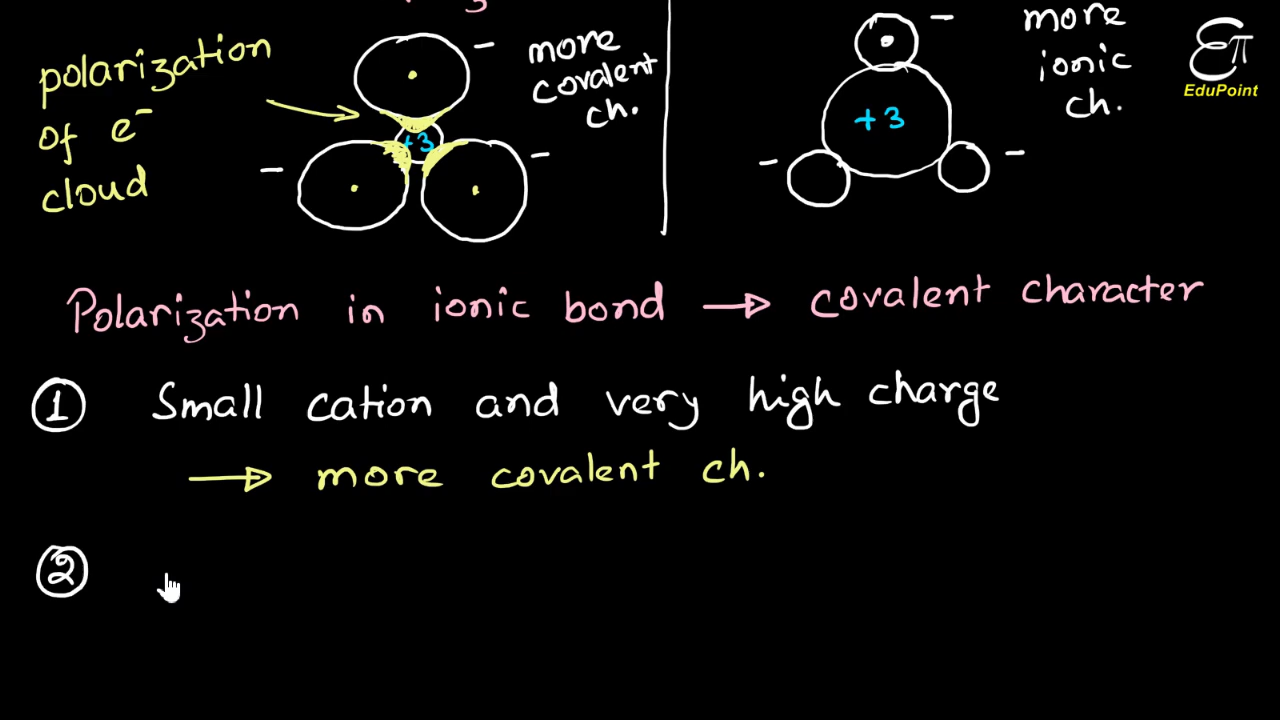 polarization
of e⁻
cloud
+3
-
-
-
more
covalent
ch.
+3
-
-
-
more
ionic
ch.
επ
EduPoint
Polarization in ionic bond → covalent character
① Small cation and very high charge
→ more covalent ch.
②